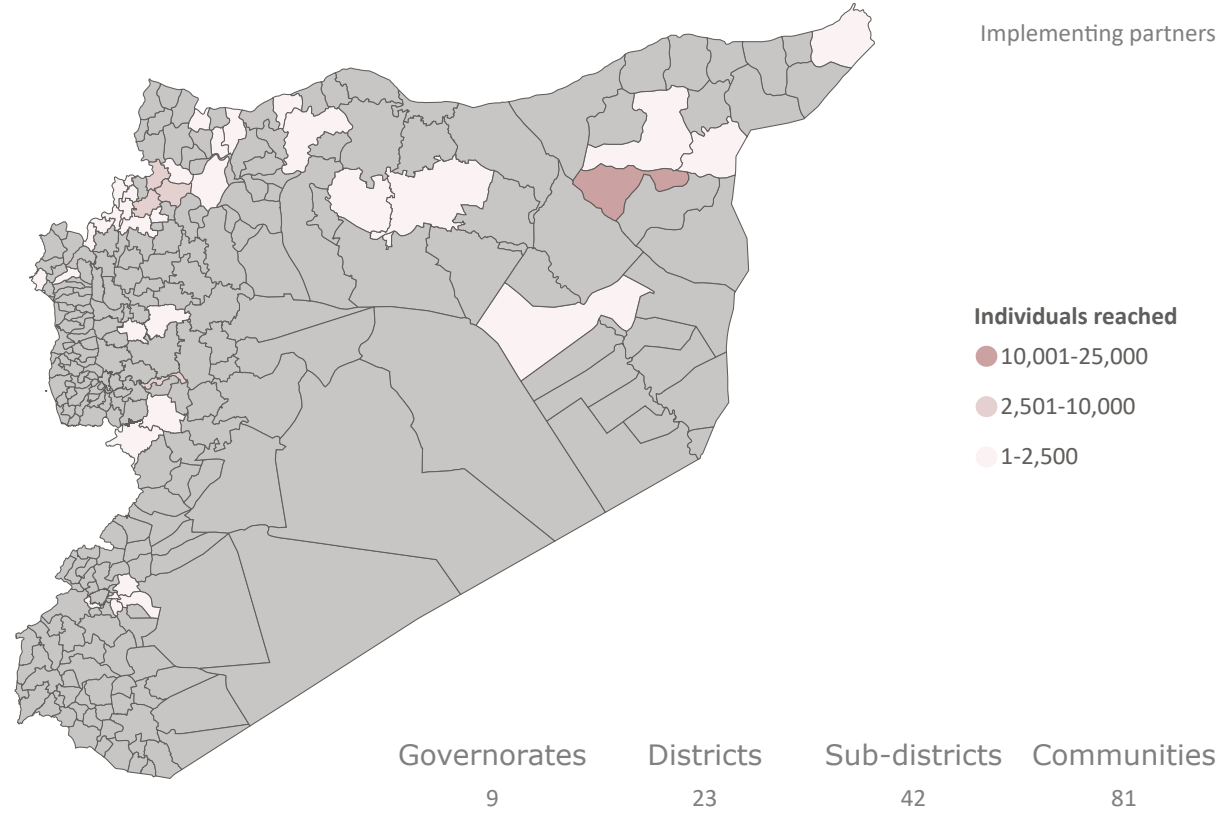 Implementing partners
Individuals reached
10,001-25,000
2,501-10,000
1-2,500
Governorates Districts Sub-districts Communities
9 23 42 81